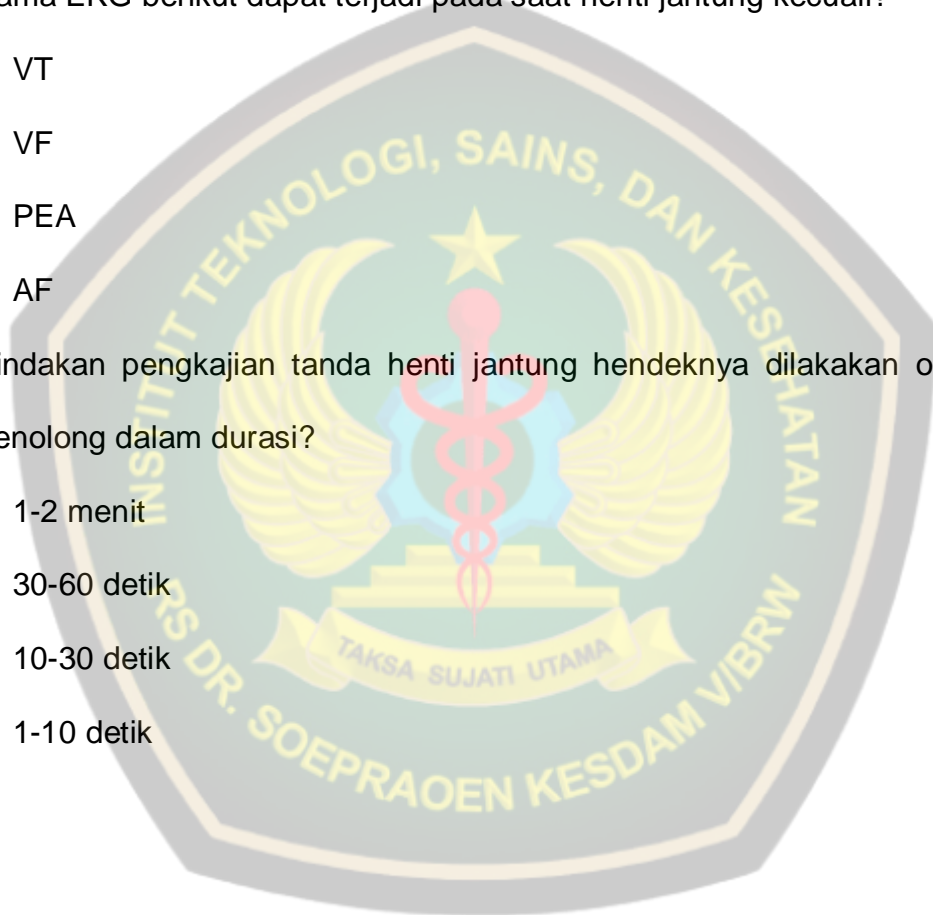 ama EKG berikut dapat terjadi pada saat henti jantung kecuali?
VT
VF
PEA
AF
indakan pengkajian tanda henti jantung hendeknya dilakakan o
enolong dalam durasi?
1-2 menit
30-60 detik
10-30 detik
1-10 detik
INSTITUT TEKNOLOGI, SAINS, DAN KESEHATAN
TAKSA SUJATI UTAMA
RS DR. SOEPRAOEN KESDAM V/BRW